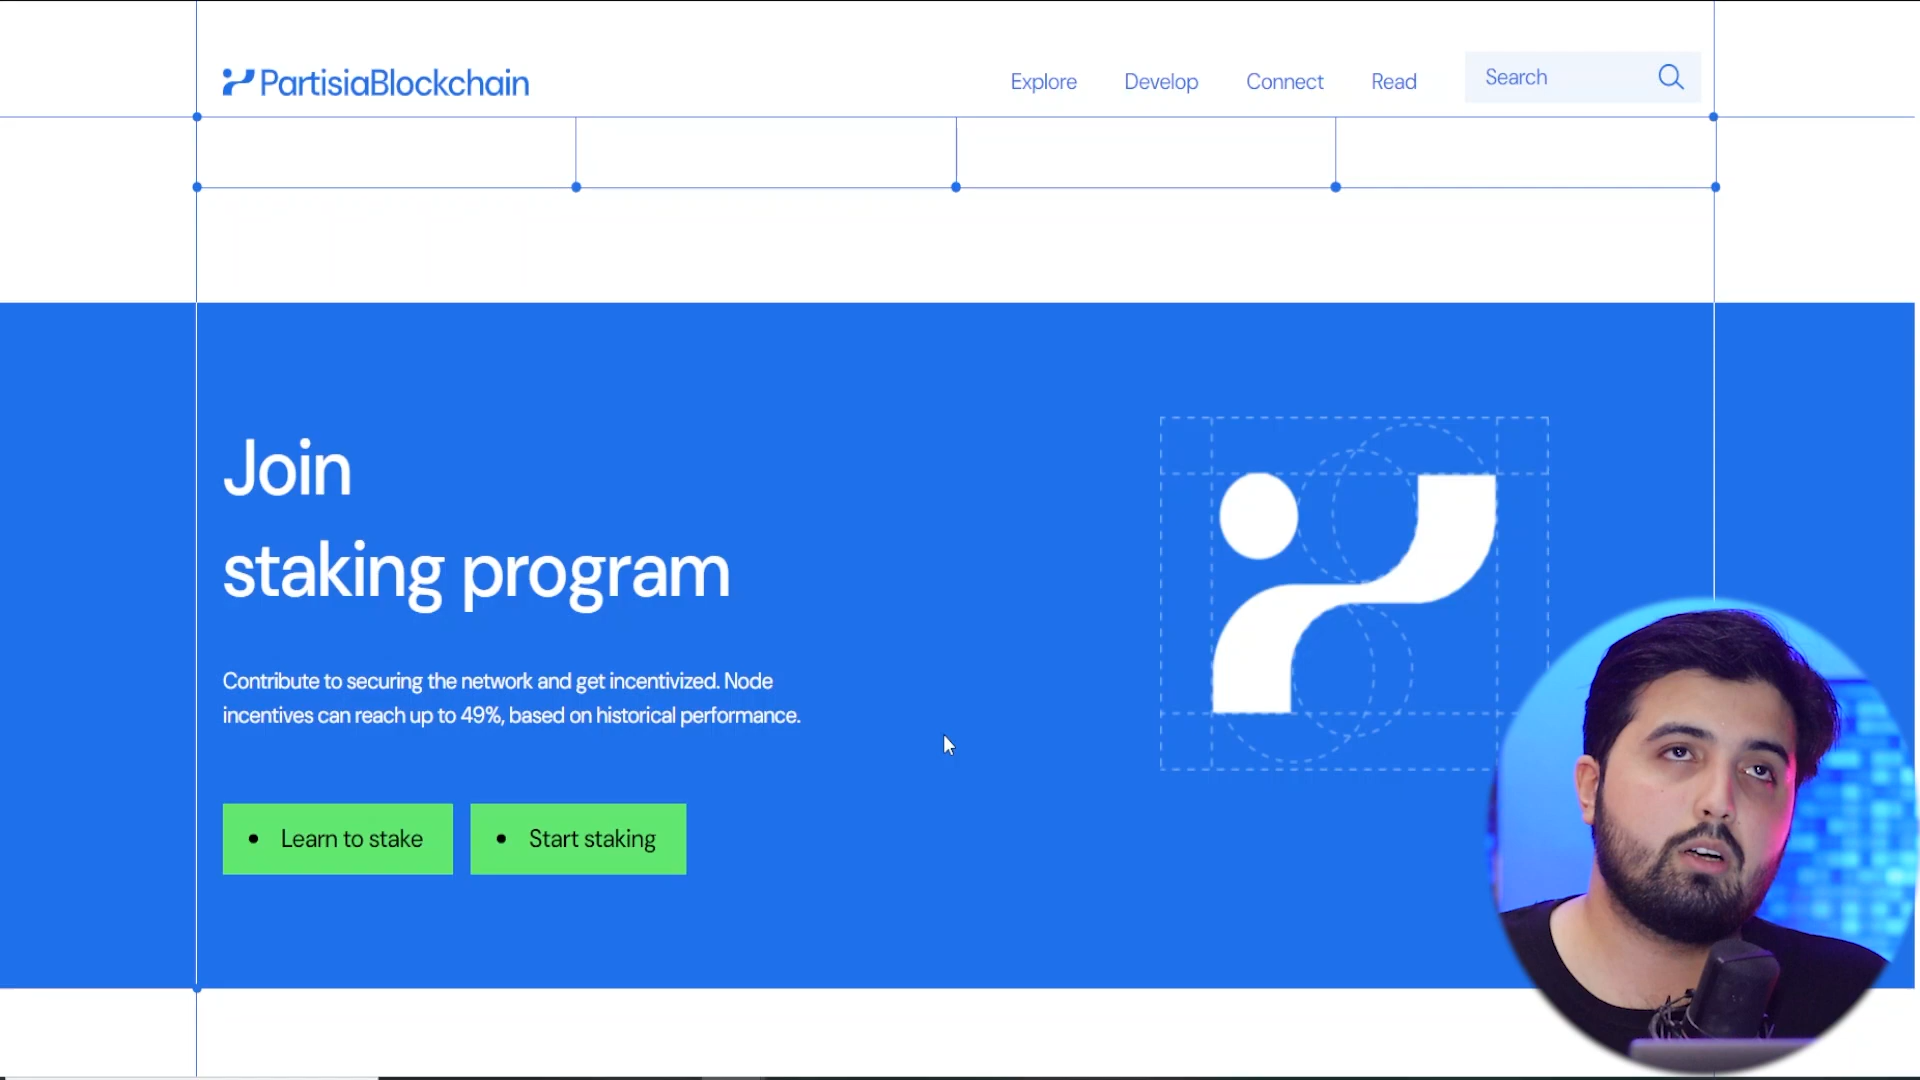 PartisiaBlockchain
Explore Develop Connect Read Search
Join
staking program
Contribute to securing the network and get incentivized. Node
incentives can reach up to 49%, based on historical performance.
Learn to stake Start staking